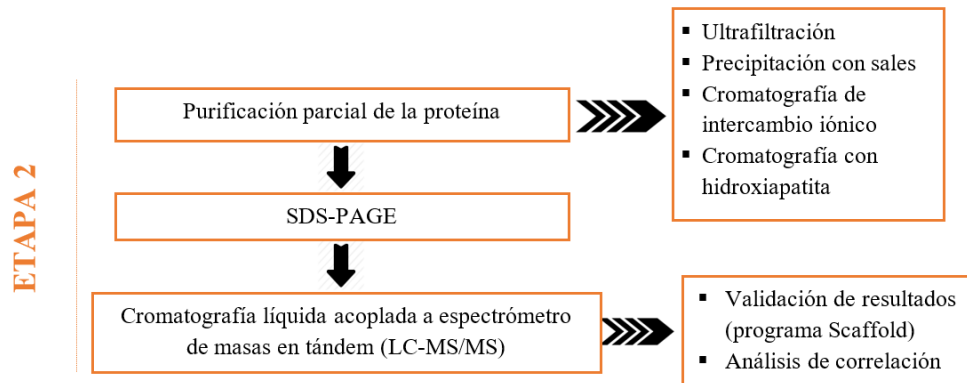 ETAPA 2
Purificación parcial de la proteína
▪ Ultrafiltración
▪ Precipitación con sales
▪ Cromatografía de
intercambio iónico
▪ Cromatografía con
hidroxiapatita
SDS-PAGE
Cromatografía líquida acoplada a espectrómetro
de masas en tándem (LC-MS/MS)
▪ Validación de resultados
(programa Scaffold)
▪ Análisis de correlación